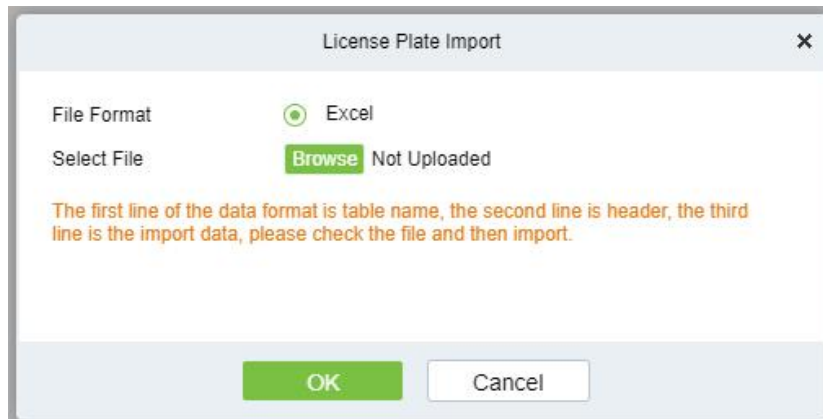 License Plate Import ×
File Format Excel
Select File Browse Not Uploaded
The first line of the data format is table name, the second line is header, the third
line is the import data, please check the file and then import.
OK Cancel